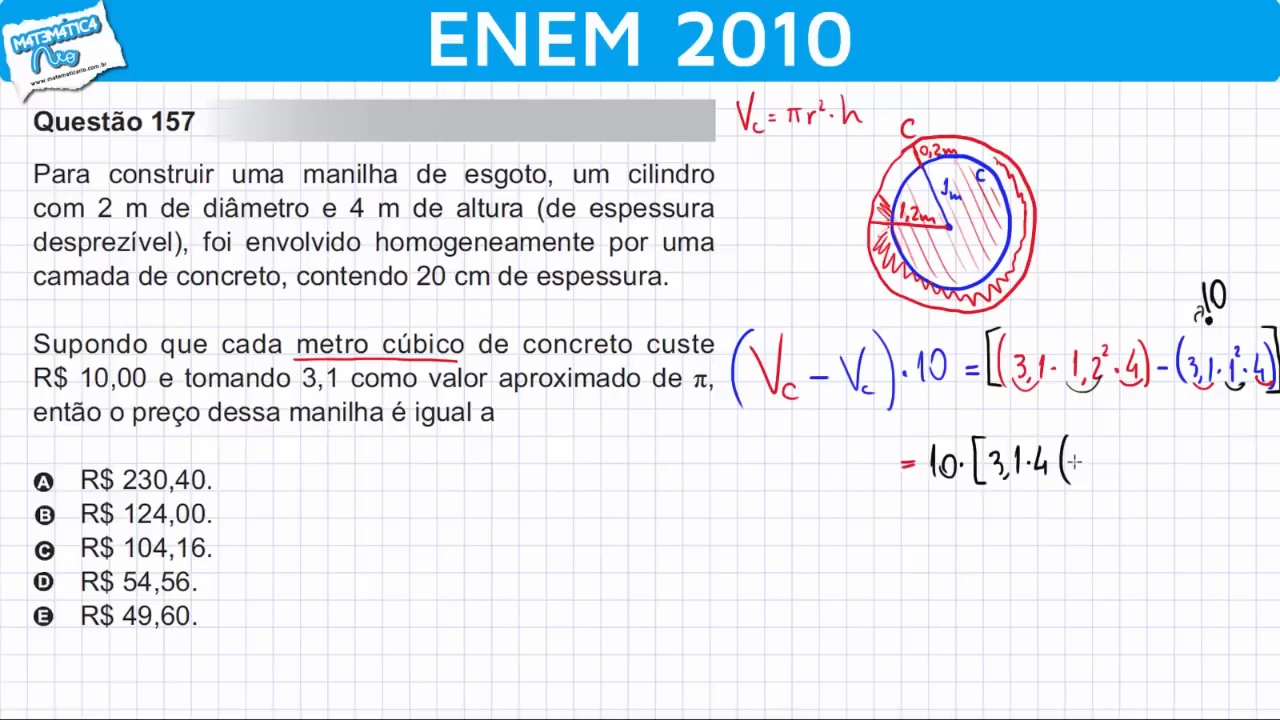 MATEMÁTICA
Rio
www.matematicario.com.br
ENEM 2010
Questão 157
Para construir uma manilha de esgoto, um cilindro
com 2 m de diâmetro e 4 m de altura (de espessura
desprezível), foi envolvido homogeneamente por uma
camada de concreto, contendo 20 cm de espessura.
Supondo que cada metro cúbico de concreto custe
R$ 10,00 e tomando 3,1 como valor aproximado de π,
então o preço dessa manilha é igual a
A R$ 230,40.
B R$ 124,00.
C R$ 104,16.
D R$ 54,56.
E R$ 49,60.
Vc = πr²·h
C
0,2m
C
1m
1,2m
·10
(Vc - Vc)·10 = [(3,1·1,2²·4) - (3,1·1²·4)]
= 10·[3,1·4(